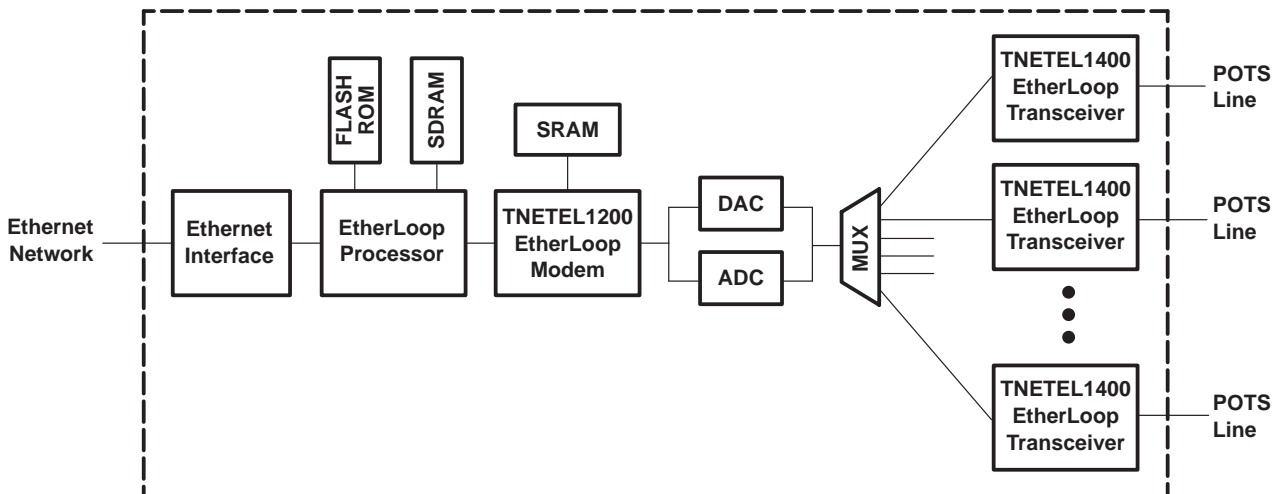 Ethernet
Network
Ethernet
Interface
FLASH
ROM
SDRAM
EtherLoop
Processor
SRAM
TNETEL1200
EtherLoop
Modem
DAC
ADC
MUX
TNETEL1400
EtherLoop
Transceiver
POTS
Line
TNETEL1400
EtherLoop
Transceiver
POTS
Line
TNETEL1400
EtherLoop
Transceiver
POTS
Line